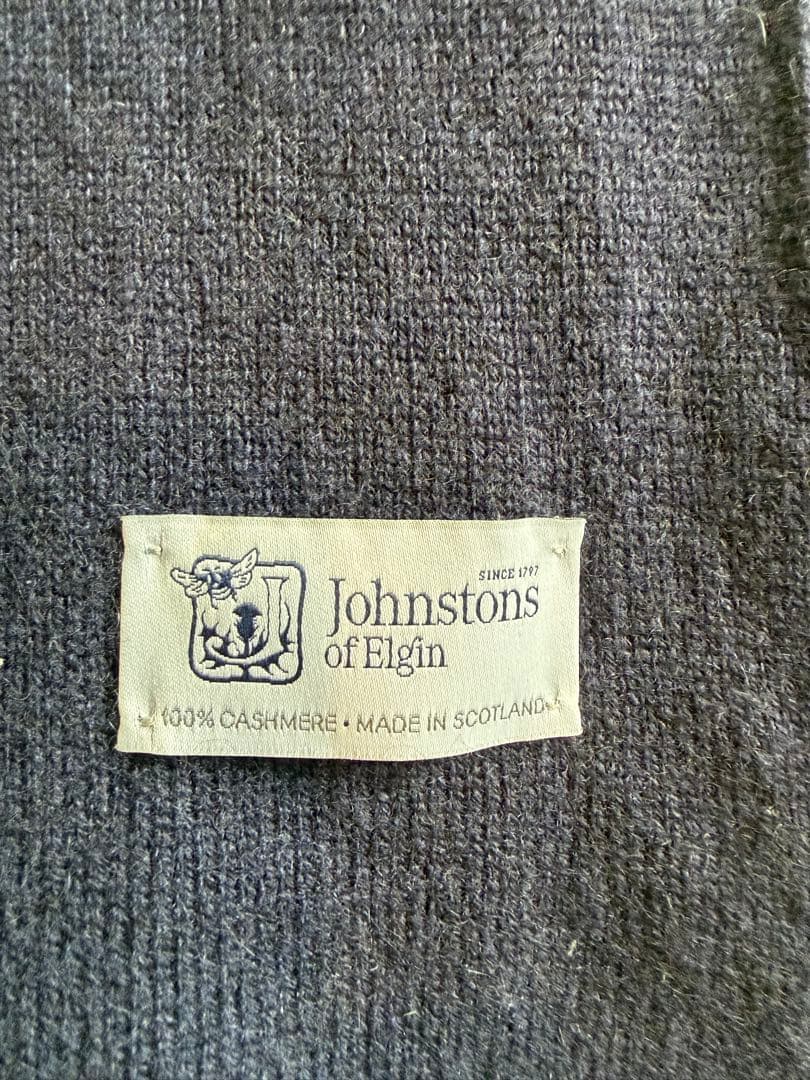 SINCE 1797
Johnstons
of Elgin
100% CASHMERE • MADE IN SCOTLAND